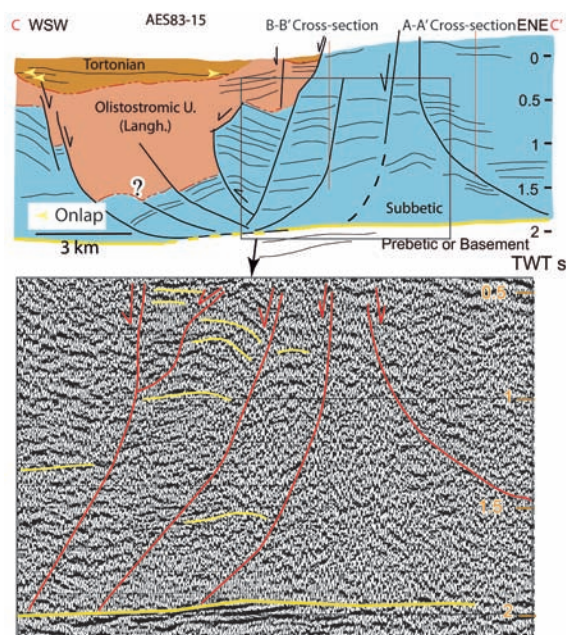 C WSW AES83-15 B-B' Cross-section A-A' Cross-section ENE C'
Tortonian
0
Olistostromic U.
(Langh.)
0.5
1
?
1.5
Onlap
Subbetic
3 km
2
Prebetic or Basement
TWT s
0.5
1
1.5
2